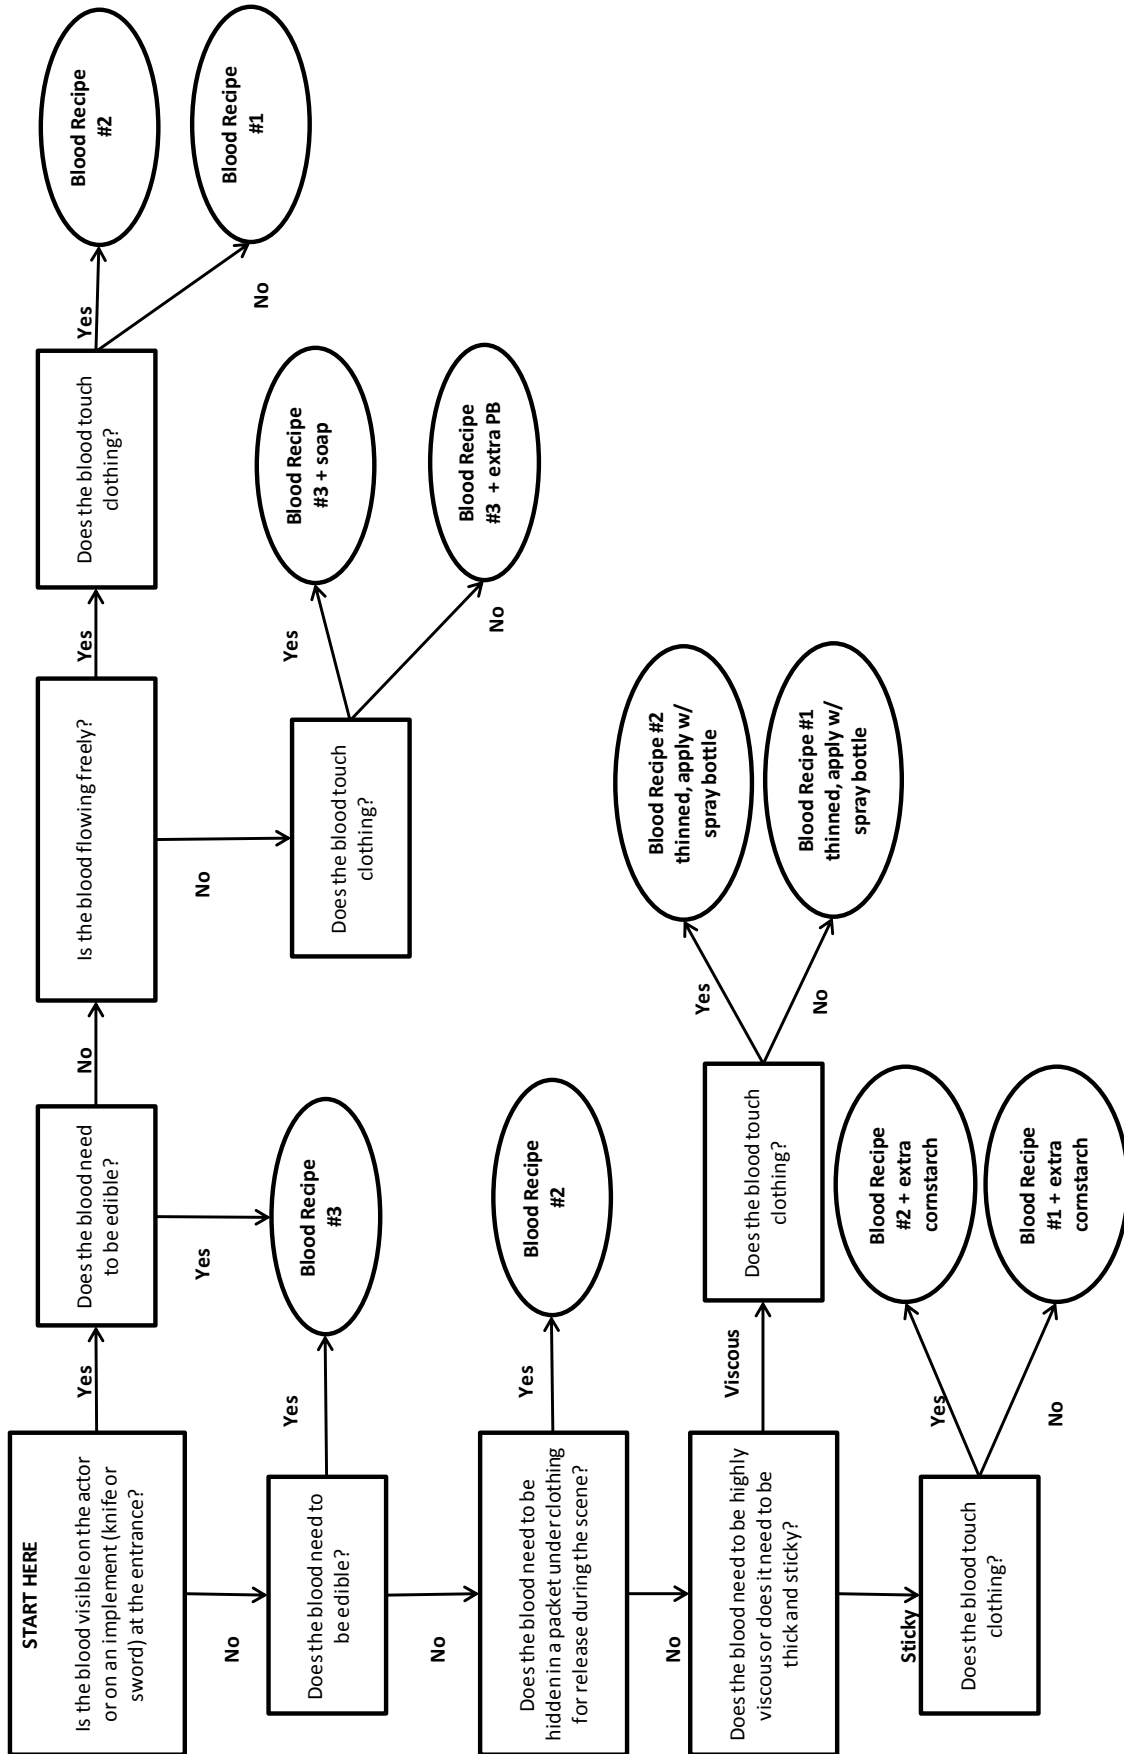 START HERE
Is the blood visible on the actor
or on an implement (knife or
sword) at the entrance?
Yes
Does the blood need
to be edible?
No
Is the blood flowing freely?
Yes
Does the blood touch
clothing?
Yes
Blood Recipe
#2
No
Blood Recipe
#1
No
Does the blood touch
clothing?
Yes
Blood Recipe
#3 + soap
No
Blood Recipe
#3 + extra PB
Yes
Blood Recipe
#3
No
Does the blood need to
be edible?
Yes
No
Does the blood need to be
hidden in a packet under clothing
for release during the scene?
Yes
Blood Recipe
#2
No
Does the blood need to be highly
viscous or does it need to be
thick and sticky?
Viscous
Does the blood touch
clothing?
Yes
Blood Recipe #2
thinned, apply w/
spray bottle
No
Blood Recipe #1
thinned, apply w/
spray bottle
Sticky
Does the blood touch
clothing?
Yes
Blood Recipe
#2 + extra
cornstarch
No
Blood Recipe
#1 + extra
cornstarch